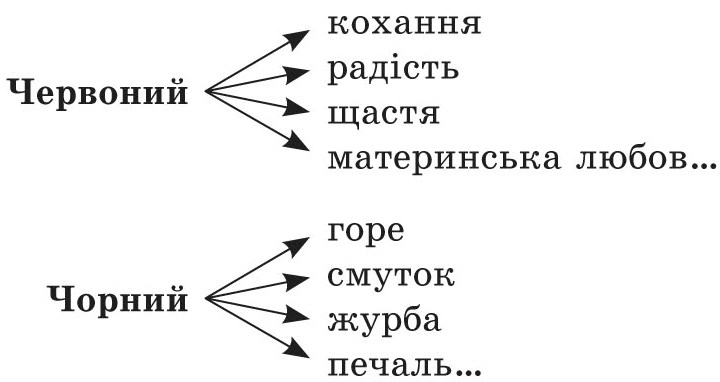 кохання
радість
Червоний
щастя
материнська любов...
горе
смуток
Чорний
журба
печаль...